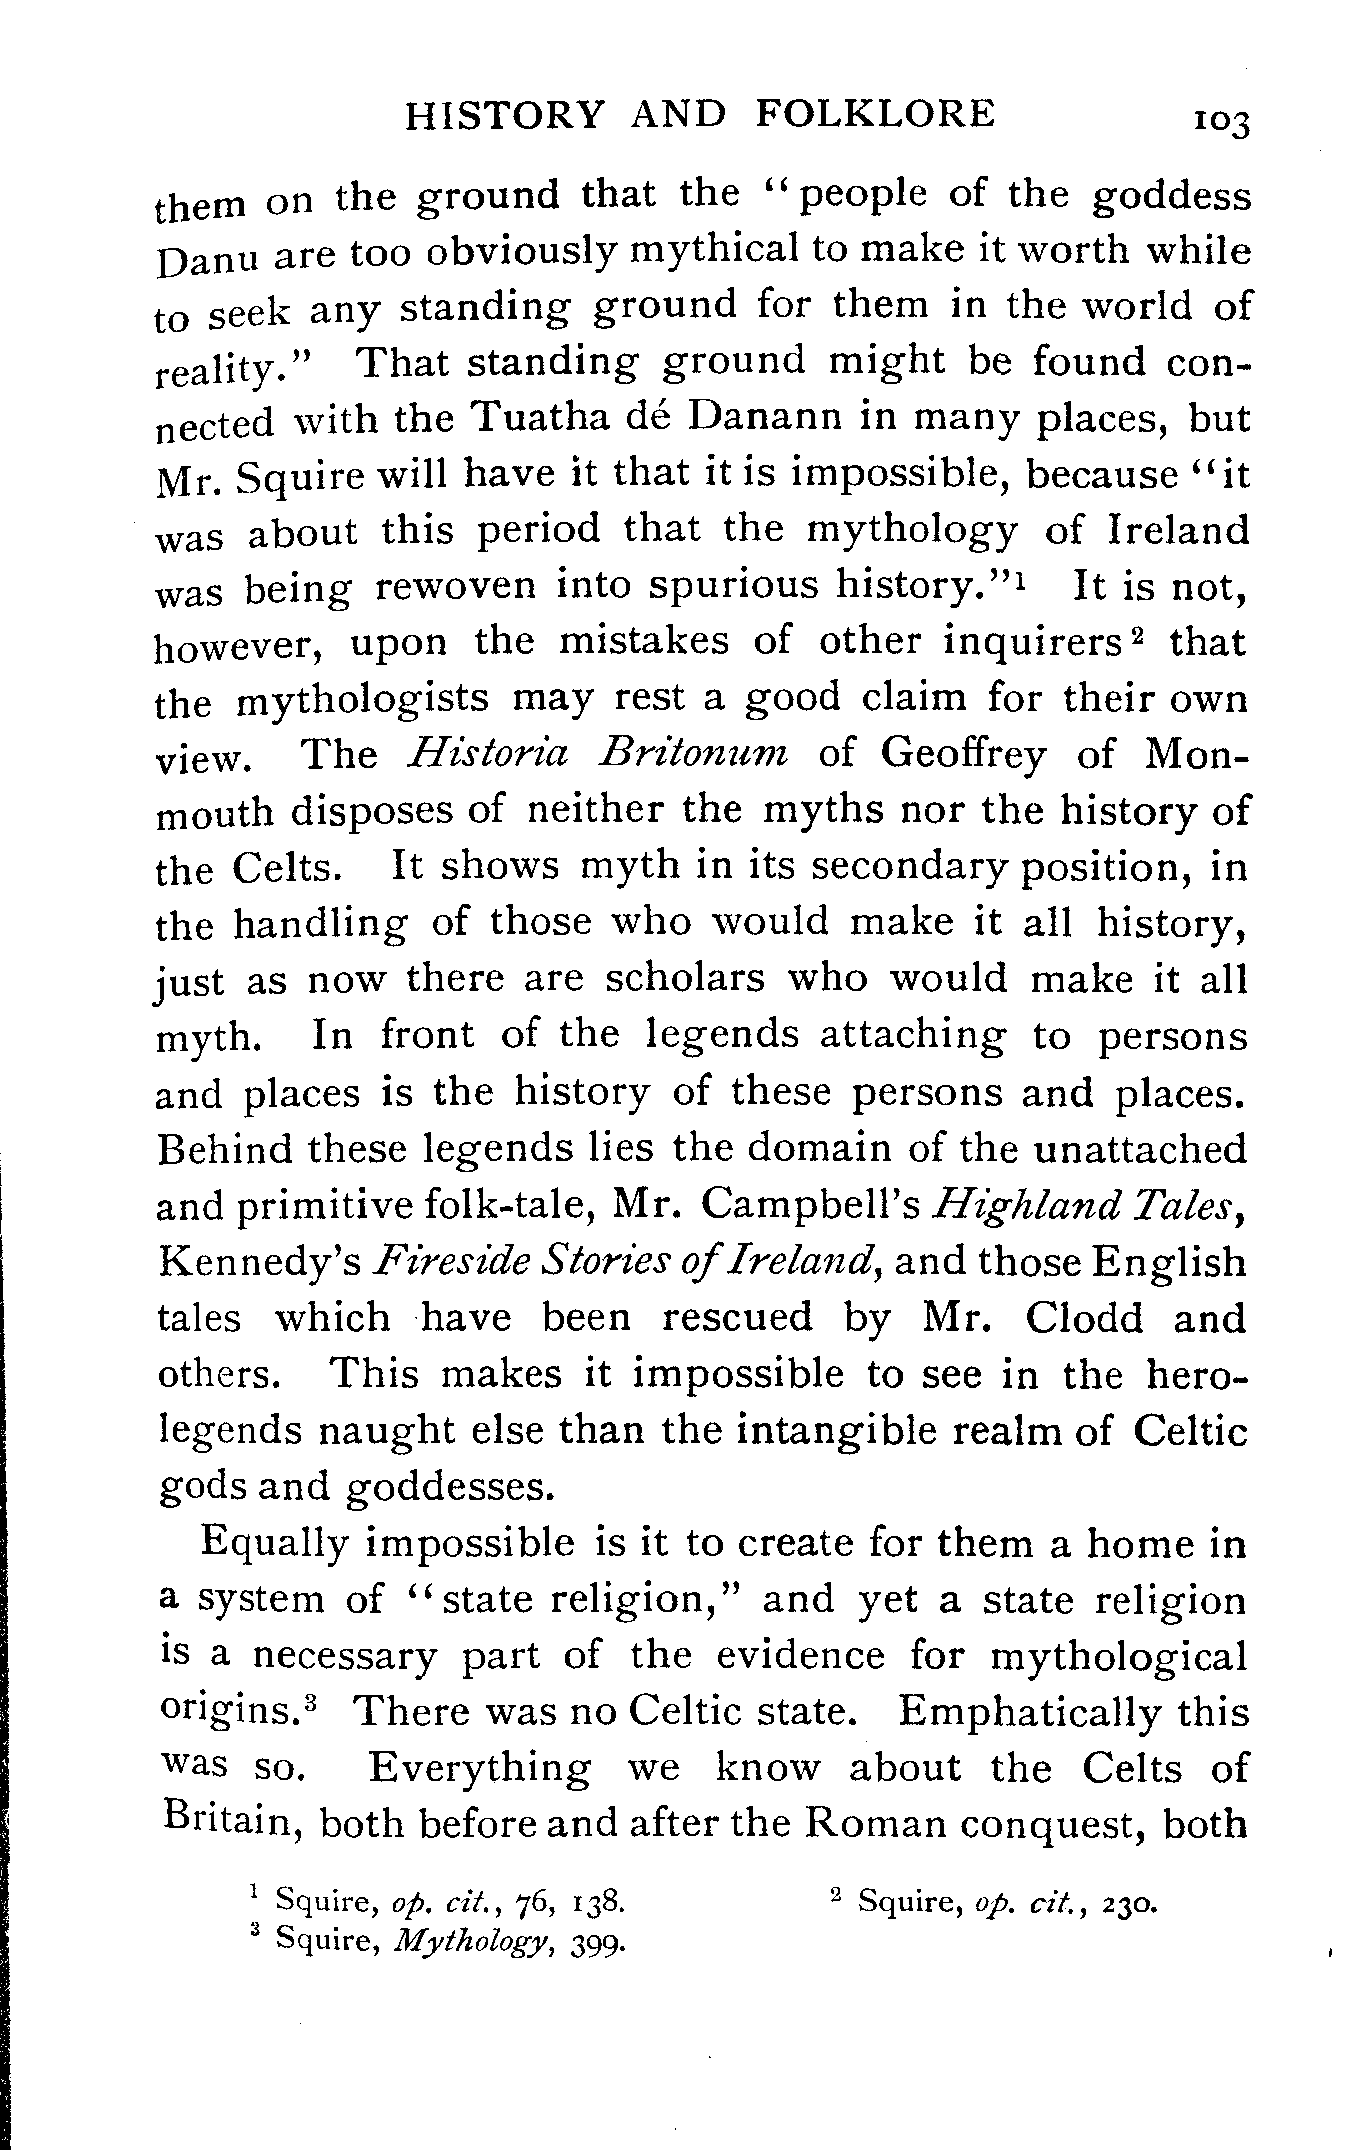 HISTORY AND FOLKLORE 103
them on the ground that the “people of the goddess
Danu are too obviously mythical to make it worth while
to seek any standing ground for them in the world of
reality.” That standing ground might be found con-
nected with the Tuatha dé Danann in many places, but
Mr. Squire will have it that it is impossible, because “it
was about this period that the mythology of Ireland
was being rewoven into spurious history.”¹ It is not,
however, upon the mistakes of other inquirers² that
the mythologists may rest a good claim for their own
view. The Historia Britonum of Geoffrey of Mon-
mouth disposes of neither the myths nor the history of
the Celts. It shows myth in its secondary position, in
the handling of those who would make it all history,
just as now there are scholars who would make it all
myth. In front of the legends attaching to persons
and places is the history of these persons and places.
Behind these legends lies the domain of the unattached
and primitive folk-tale, Mr. Campbell’s Highland Tales,
Kennedy’s Fireside Stories of Ireland, and those English
tales which have been rescued by Mr. Clodd and
others. This makes it impossible to see in the hero-
legends naught else than the intangible realm of Celtic
gods and goddesses.
Equally impossible is it to create for them a home in
a system of “state religion,” and yet a state religion
is a necessary part of the evidence for mythological
origins.³ There was no Celtic state. Emphatically this
was so. Everything we know about the Celts of
Britain, both before and after the Roman conquest, both
¹ Squire, op. cit., 76, 138. ² Squire, op. cit., 230.
³ Squire, Mythology, 399.